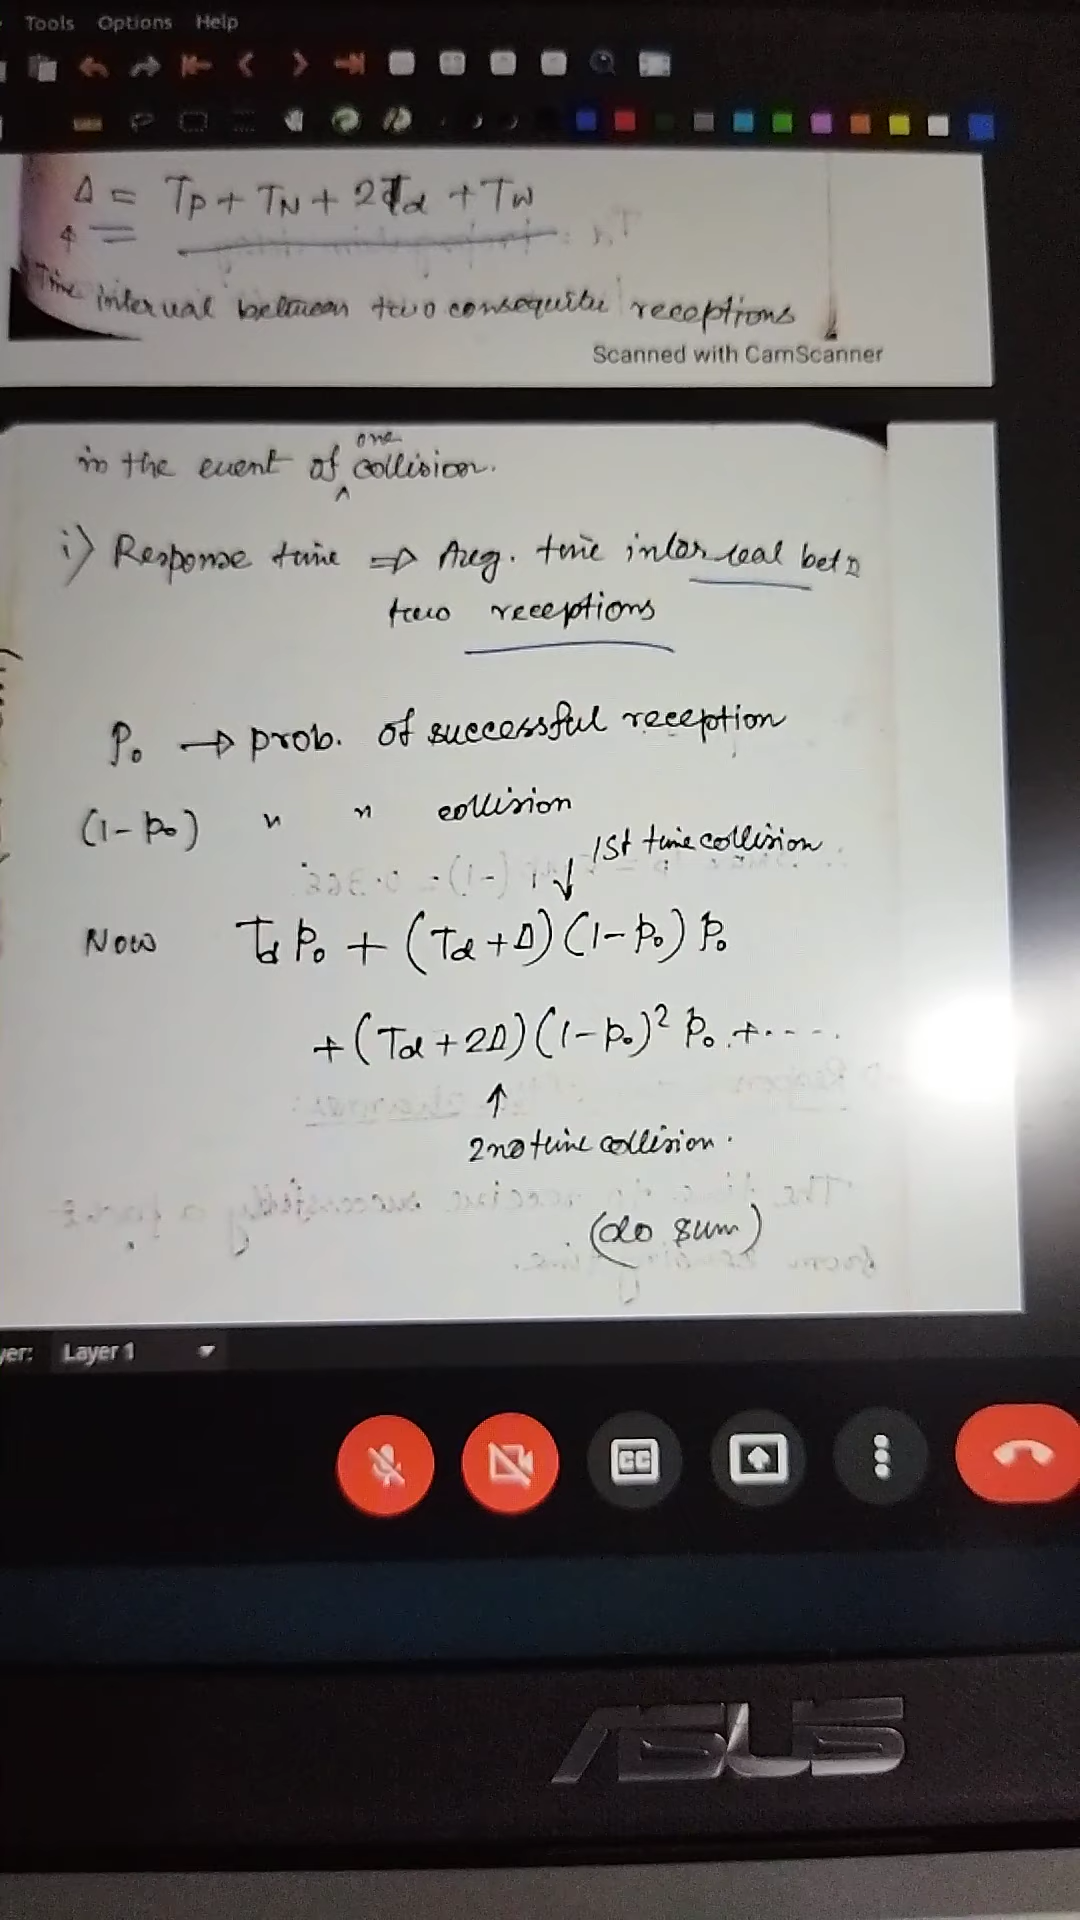 Tools Options Help
Δ = Tp + TN + 2Td + Tw
Time interval between two consequitive receptions
Scanned with CamScanner
one
in the event of ^ collision.
i) Response time ⇒ Avg. time interval betn
two receptions
P₀ → prob. of successful reception
(1-P₀) " " collision
1st time collision
Now Td P₀ + (Td + Δ) (1-P₀) P₀
+ (Td + 2Δ) (1-P₀)² P₀ + ....
↑
2nd time collision.
(do sum)
Layer 1
CC
ASUS